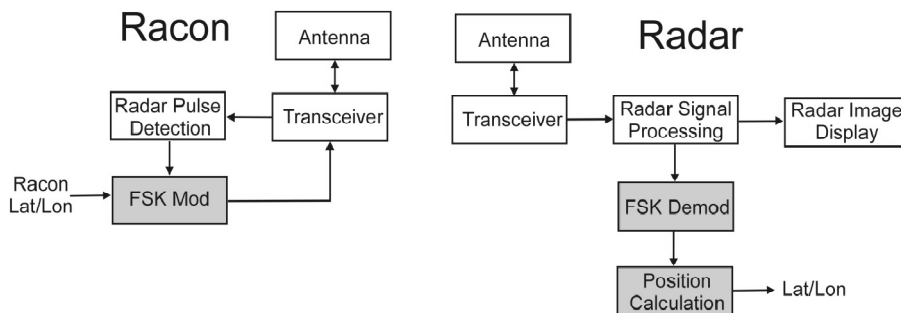 Racon
Antenna
Radar Pulse
Detection
Transceiver
Racon
Lat/Lon
FSK Mod
Radar
Antenna
Transceiver
Radar Signal
Processing
Radar Image
Display
FSK Demod
Position
Calculation
Lat/Lon